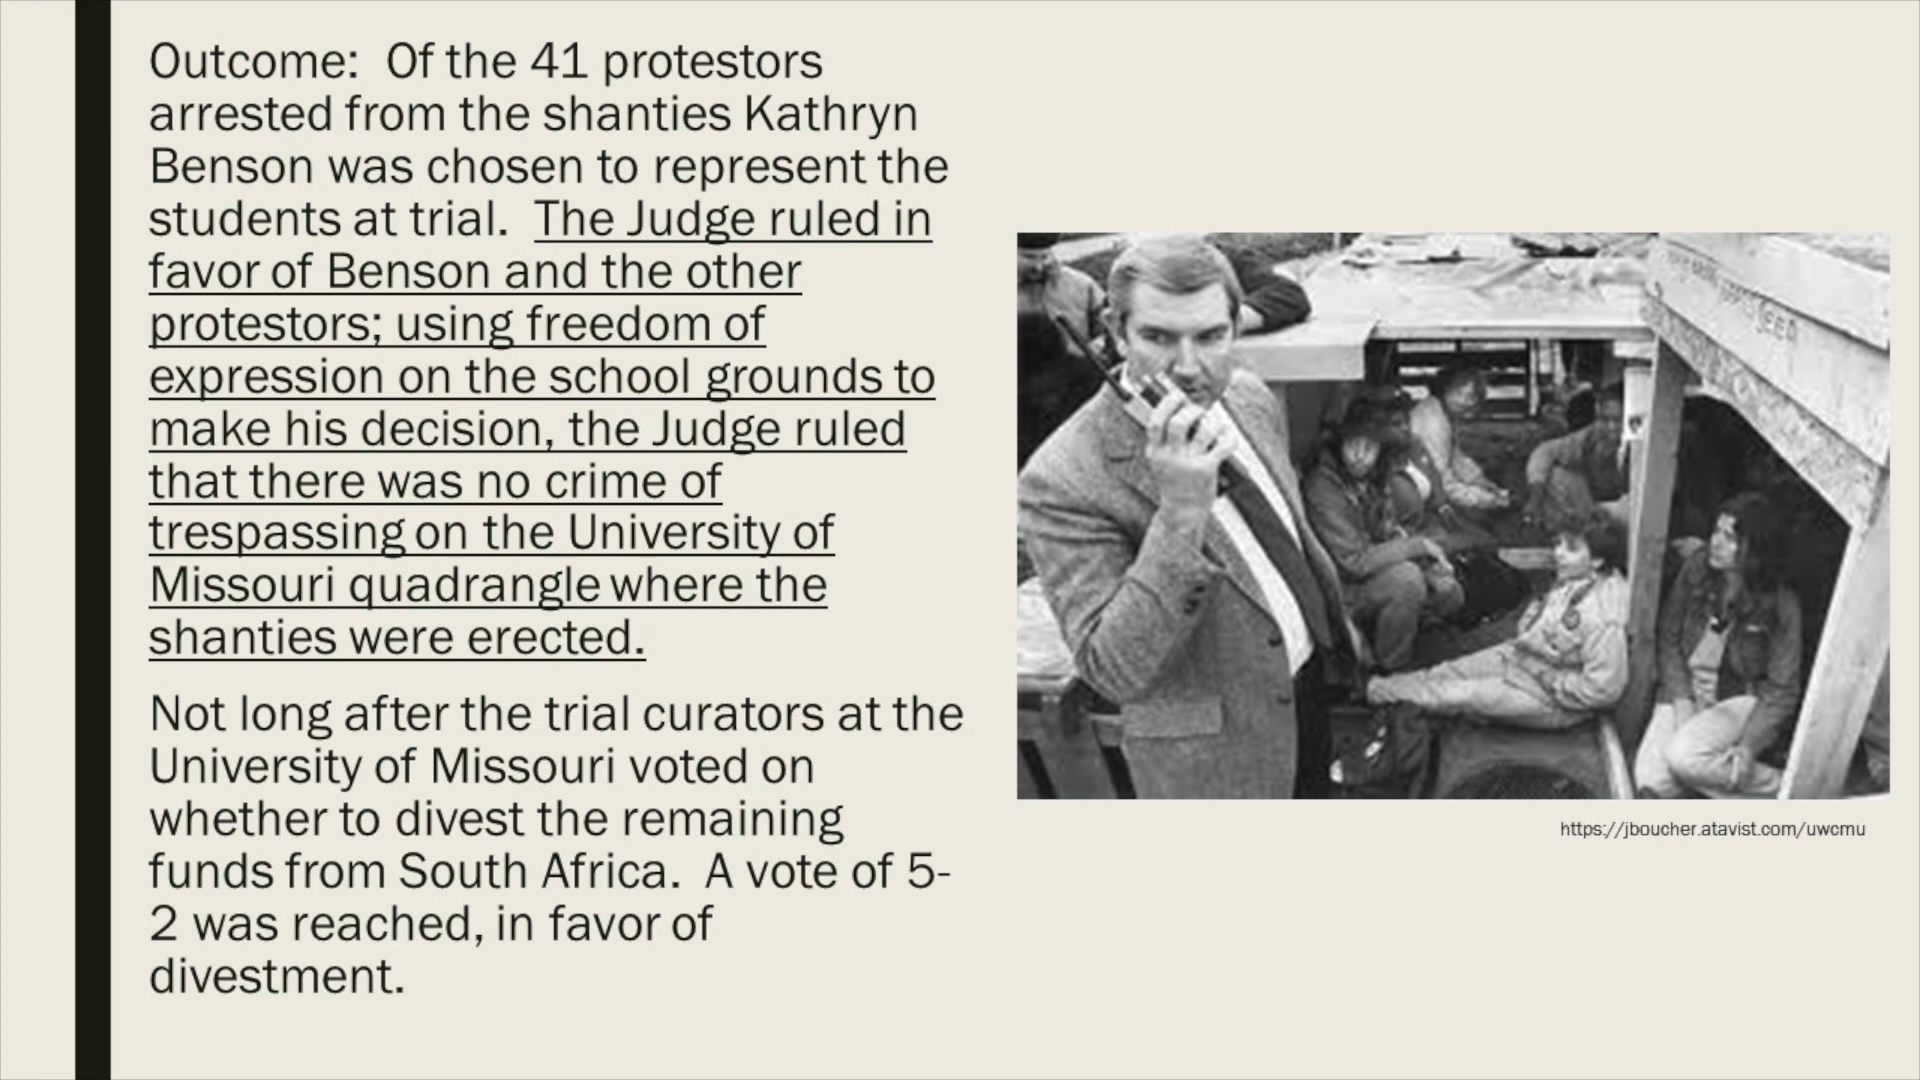 Outcome:  Of the 41 protestors
arrested from the shanties Kathryn
Benson was chosen to represent the
students at trial.  The Judge ruled in
favor of Benson and the other
protestors; using freedom of
expression on the school grounds to
make his decision, the Judge ruled
that there was no crime of
trespassing on the University of
Missouri quadrangle where the
shanties were erected.
Not long after the trial curators at the
University of Missouri voted on
whether to divest the remaining
funds from South Africa.  A vote of 5-
2 was reached, in favor of
divestment.
https://jboucher.atavist.com/uwcmu